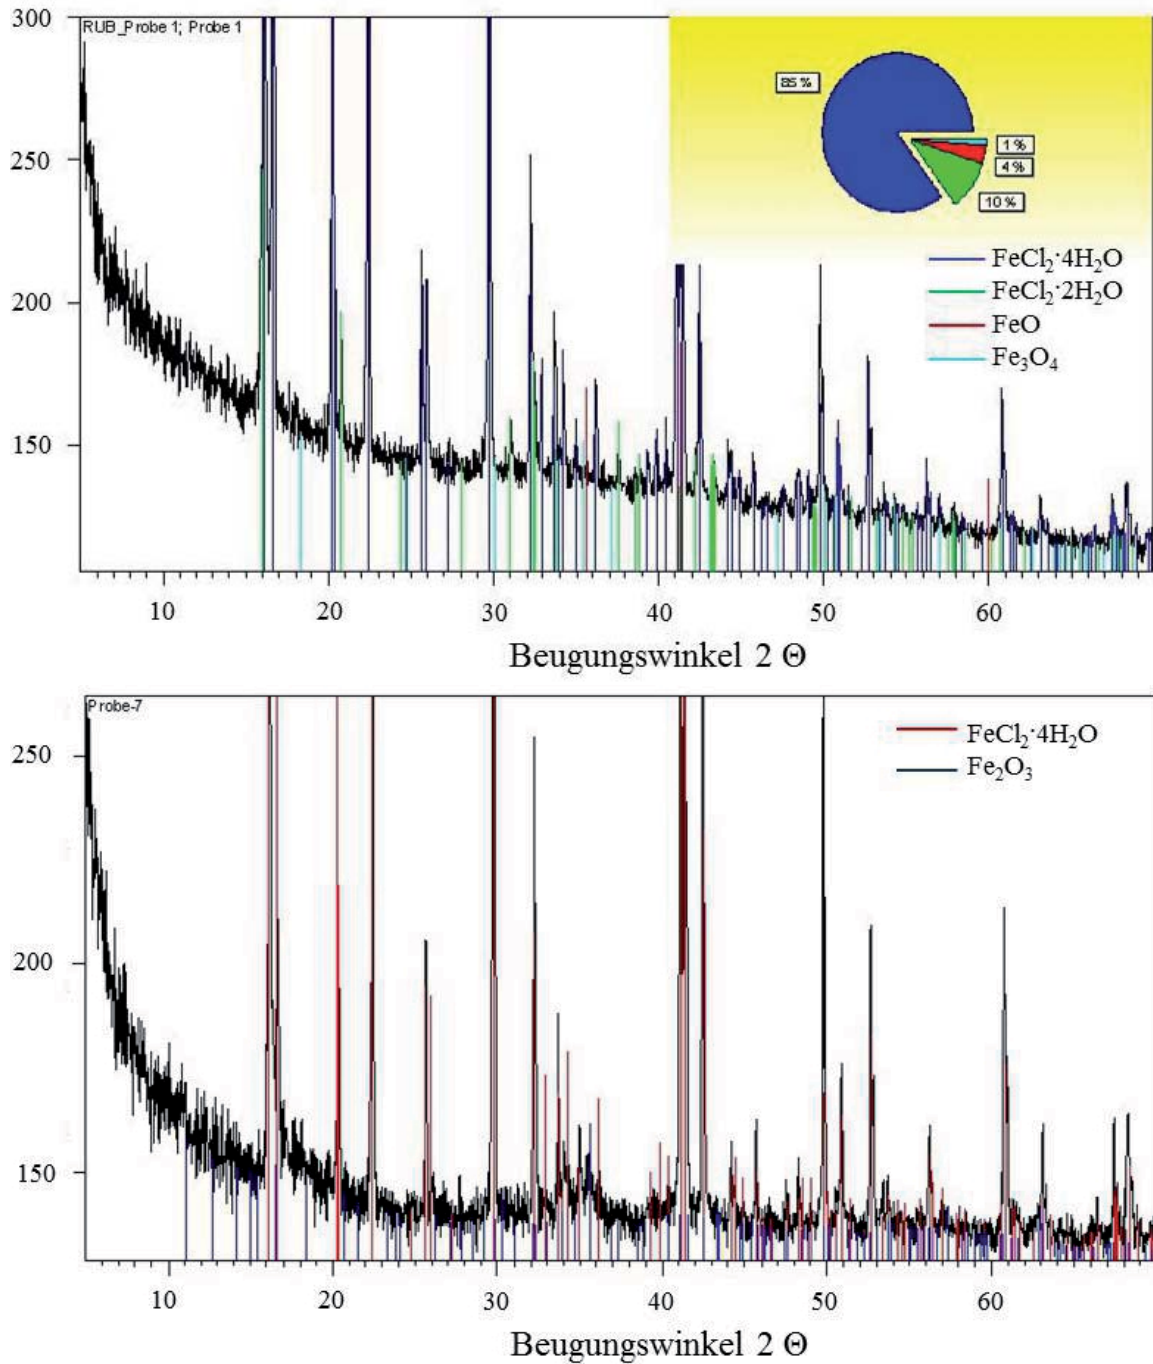 300
RUB_Probe 1; Probe 1
85 %
1 %
4 %
10 %
250
FeCl₂·4H₂O
FeCl₂·2H₂O
200
FeO
Fe₃O₄
150
10 20 30 40 50 60
Beugungswinkel 2 Θ
Probe-7
FeCl₂·4H₂O
250
Fe₂O₃
200
150
10 20 30 40 50 60
Beugungswinkel 2 Θ